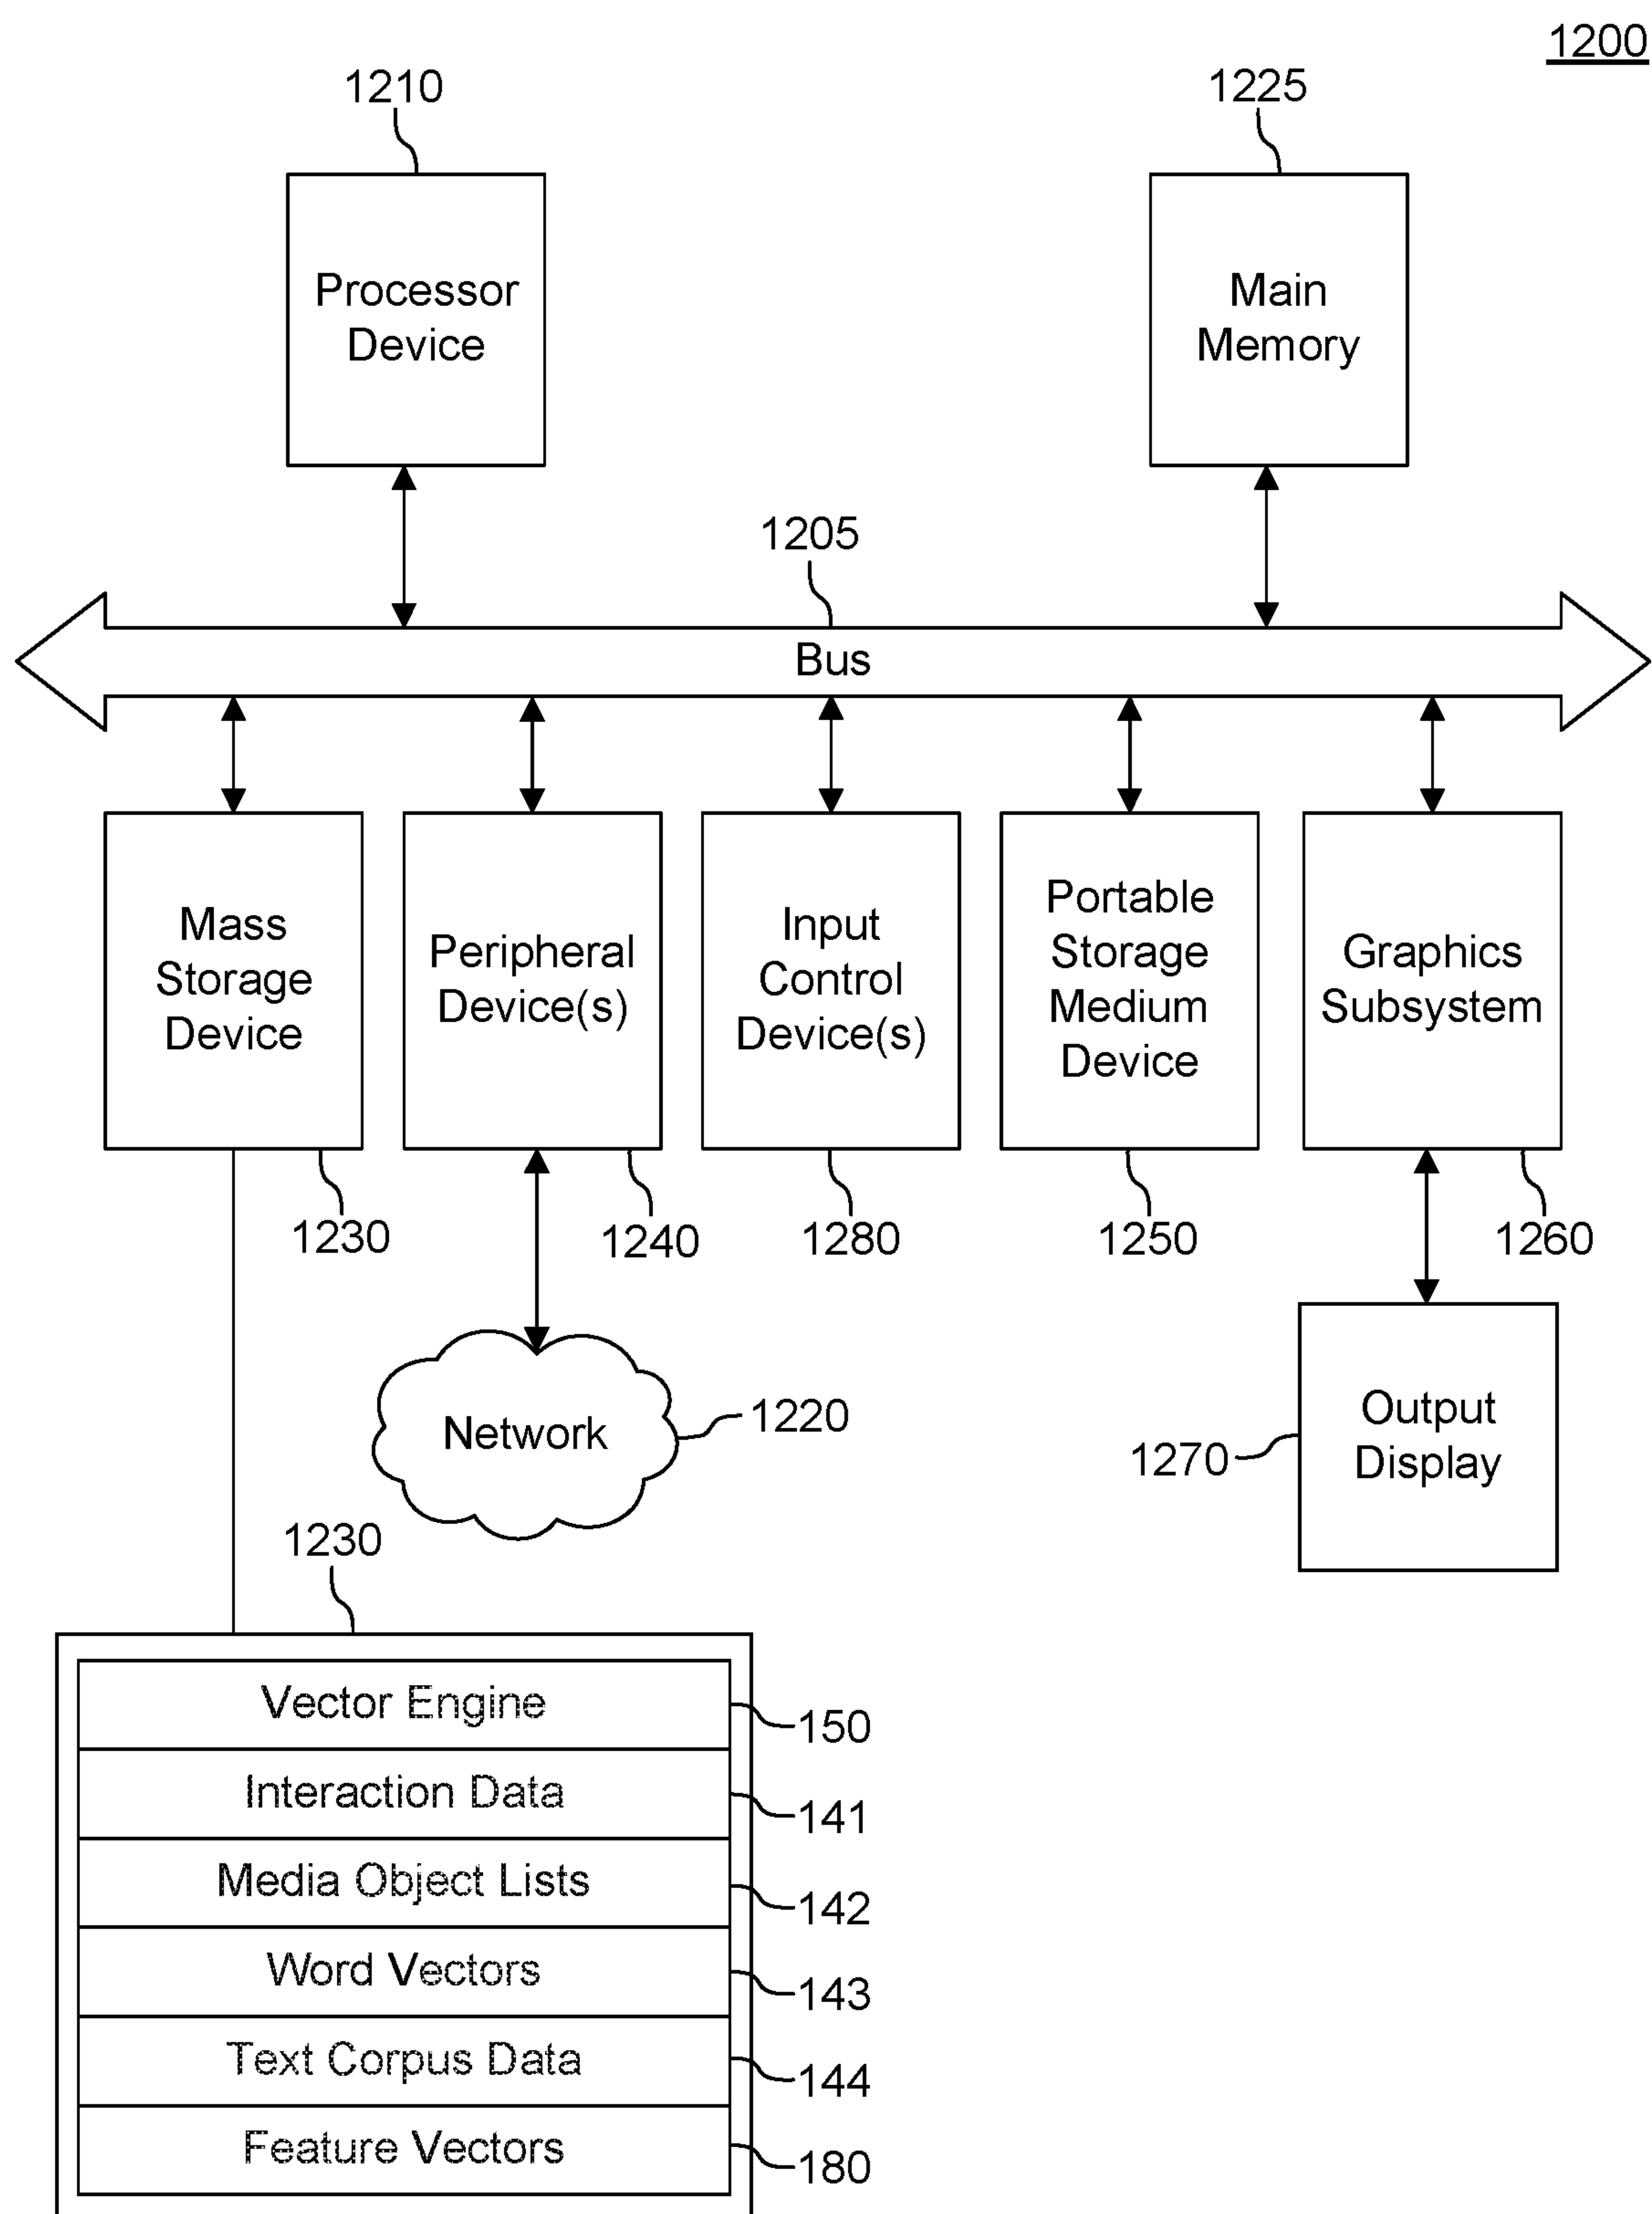 1200
1210
1225
Processor
Device
Main
Memory
1205
Bus
Mass
Storage
Device
Peripheral
Device(s)
Input
Control
Device(s)
Portable
Storage
Medium
Device
Graphics
Subsystem
1230
1240
1280
1250
1260
Network
1220
Output
Display
1270
1230
Vector Engine
150
Interaction Data
141
Media Object Lists
142
Word Vectors
143
Text Corpus Data
144
Feature Vectors
180